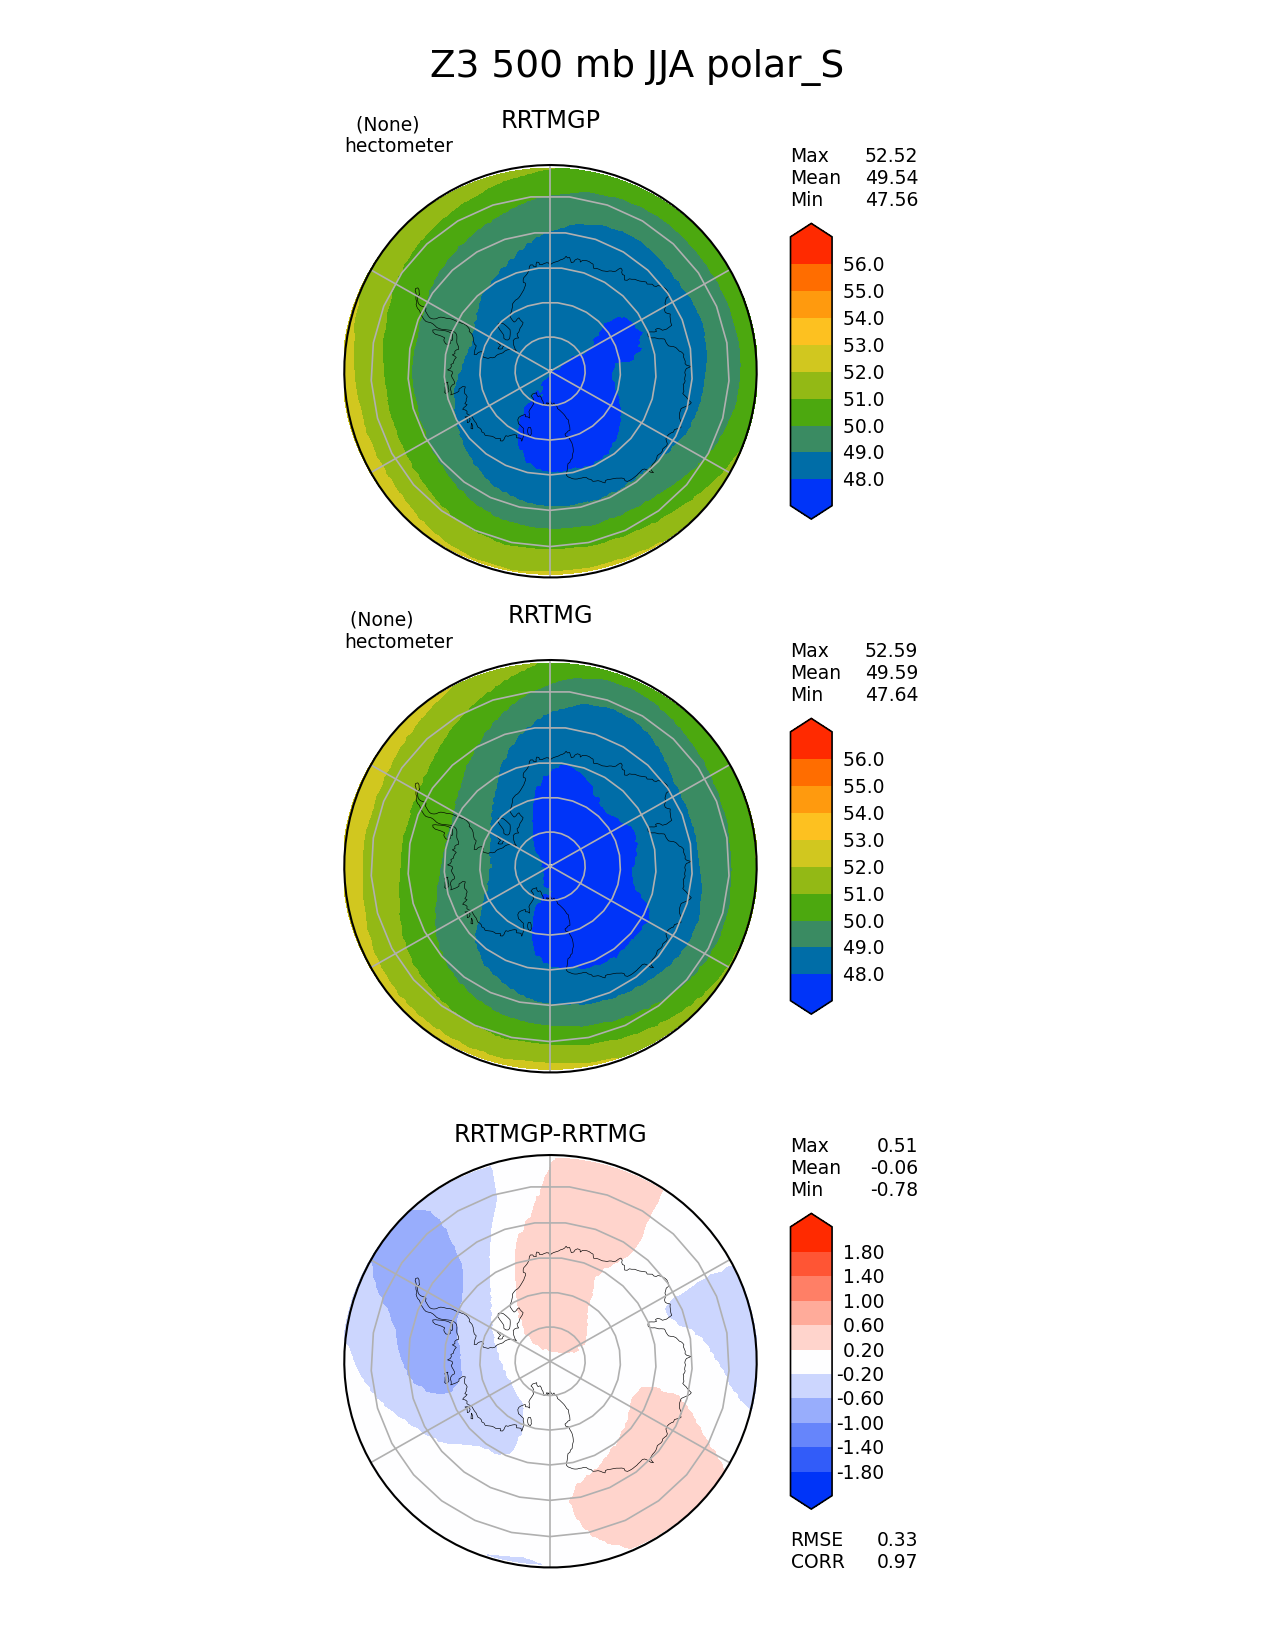 Z3 500 mb JJA polar_S
(None)
hectometer
RRTMGP
Max 52.52
Mean 49.54
Min 47.56
56.0
55.0
54.0
53.0
52.0
51.0
50.0
49.0
48.0
(None)
hectometer
RRTMG
Max 52.59
Mean 49.59
Min 47.64
56.0
55.0
54.0
53.0
52.0
51.0
50.0
49.0
48.0
RRTMGP-RRTMG
Max 0.51
Mean -0.06
Min -0.78
1.80
1.40
1.00
0.60
0.20
-0.20
-0.60
-1.00
-1.40
-1.80
RMSE 0.33
CORR 0.97